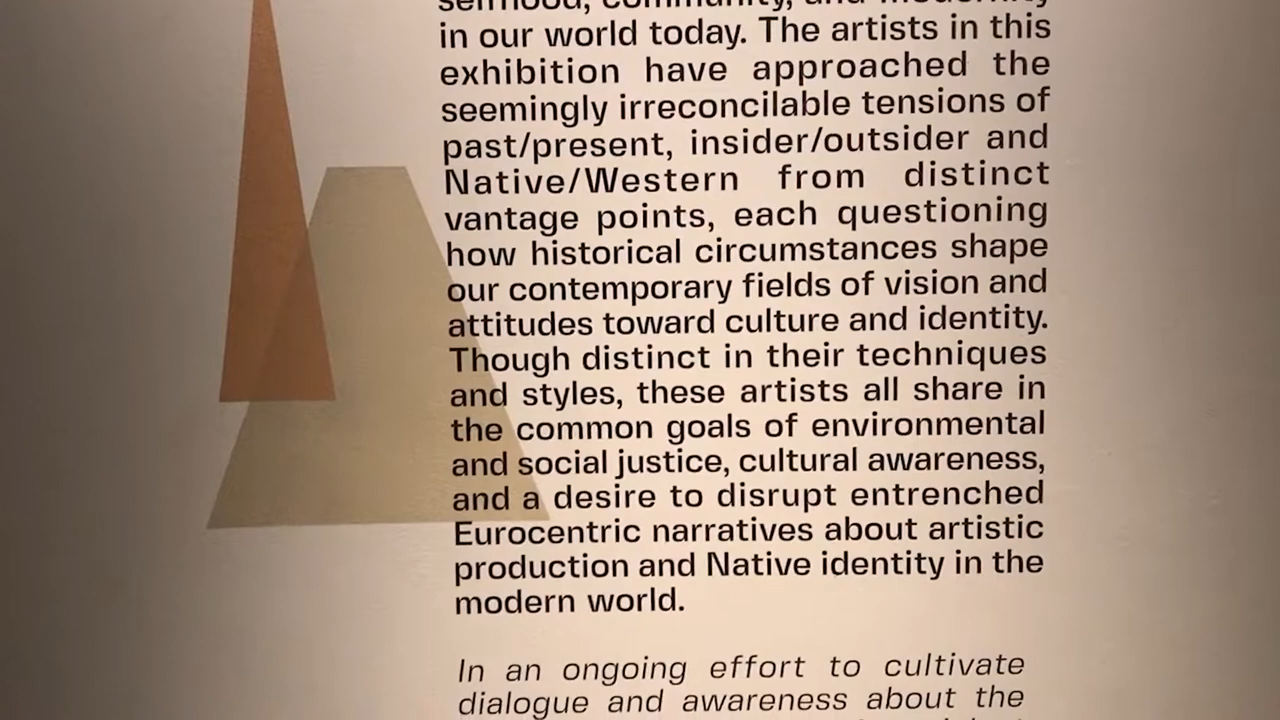 selfhood, community, and modernity
in our world today. The artists in this
exhibition have approached the
seemingly irreconcilable tensions of
past/present, insider/outsider and
Native/Western from distinct
vantage points, each questioning
how historical circumstances shape
our contemporary fields of vision and
attitudes toward culture and identity.
Though distinct in their techniques
and styles, these artists all share in
the common goals of environmental
and social justice, cultural awareness,
and a desire to disrupt entrenched
Eurocentric narratives about artistic
production and Native identity in the
modern world.
In an ongoing effort to cultivate
dialogue and awareness about the